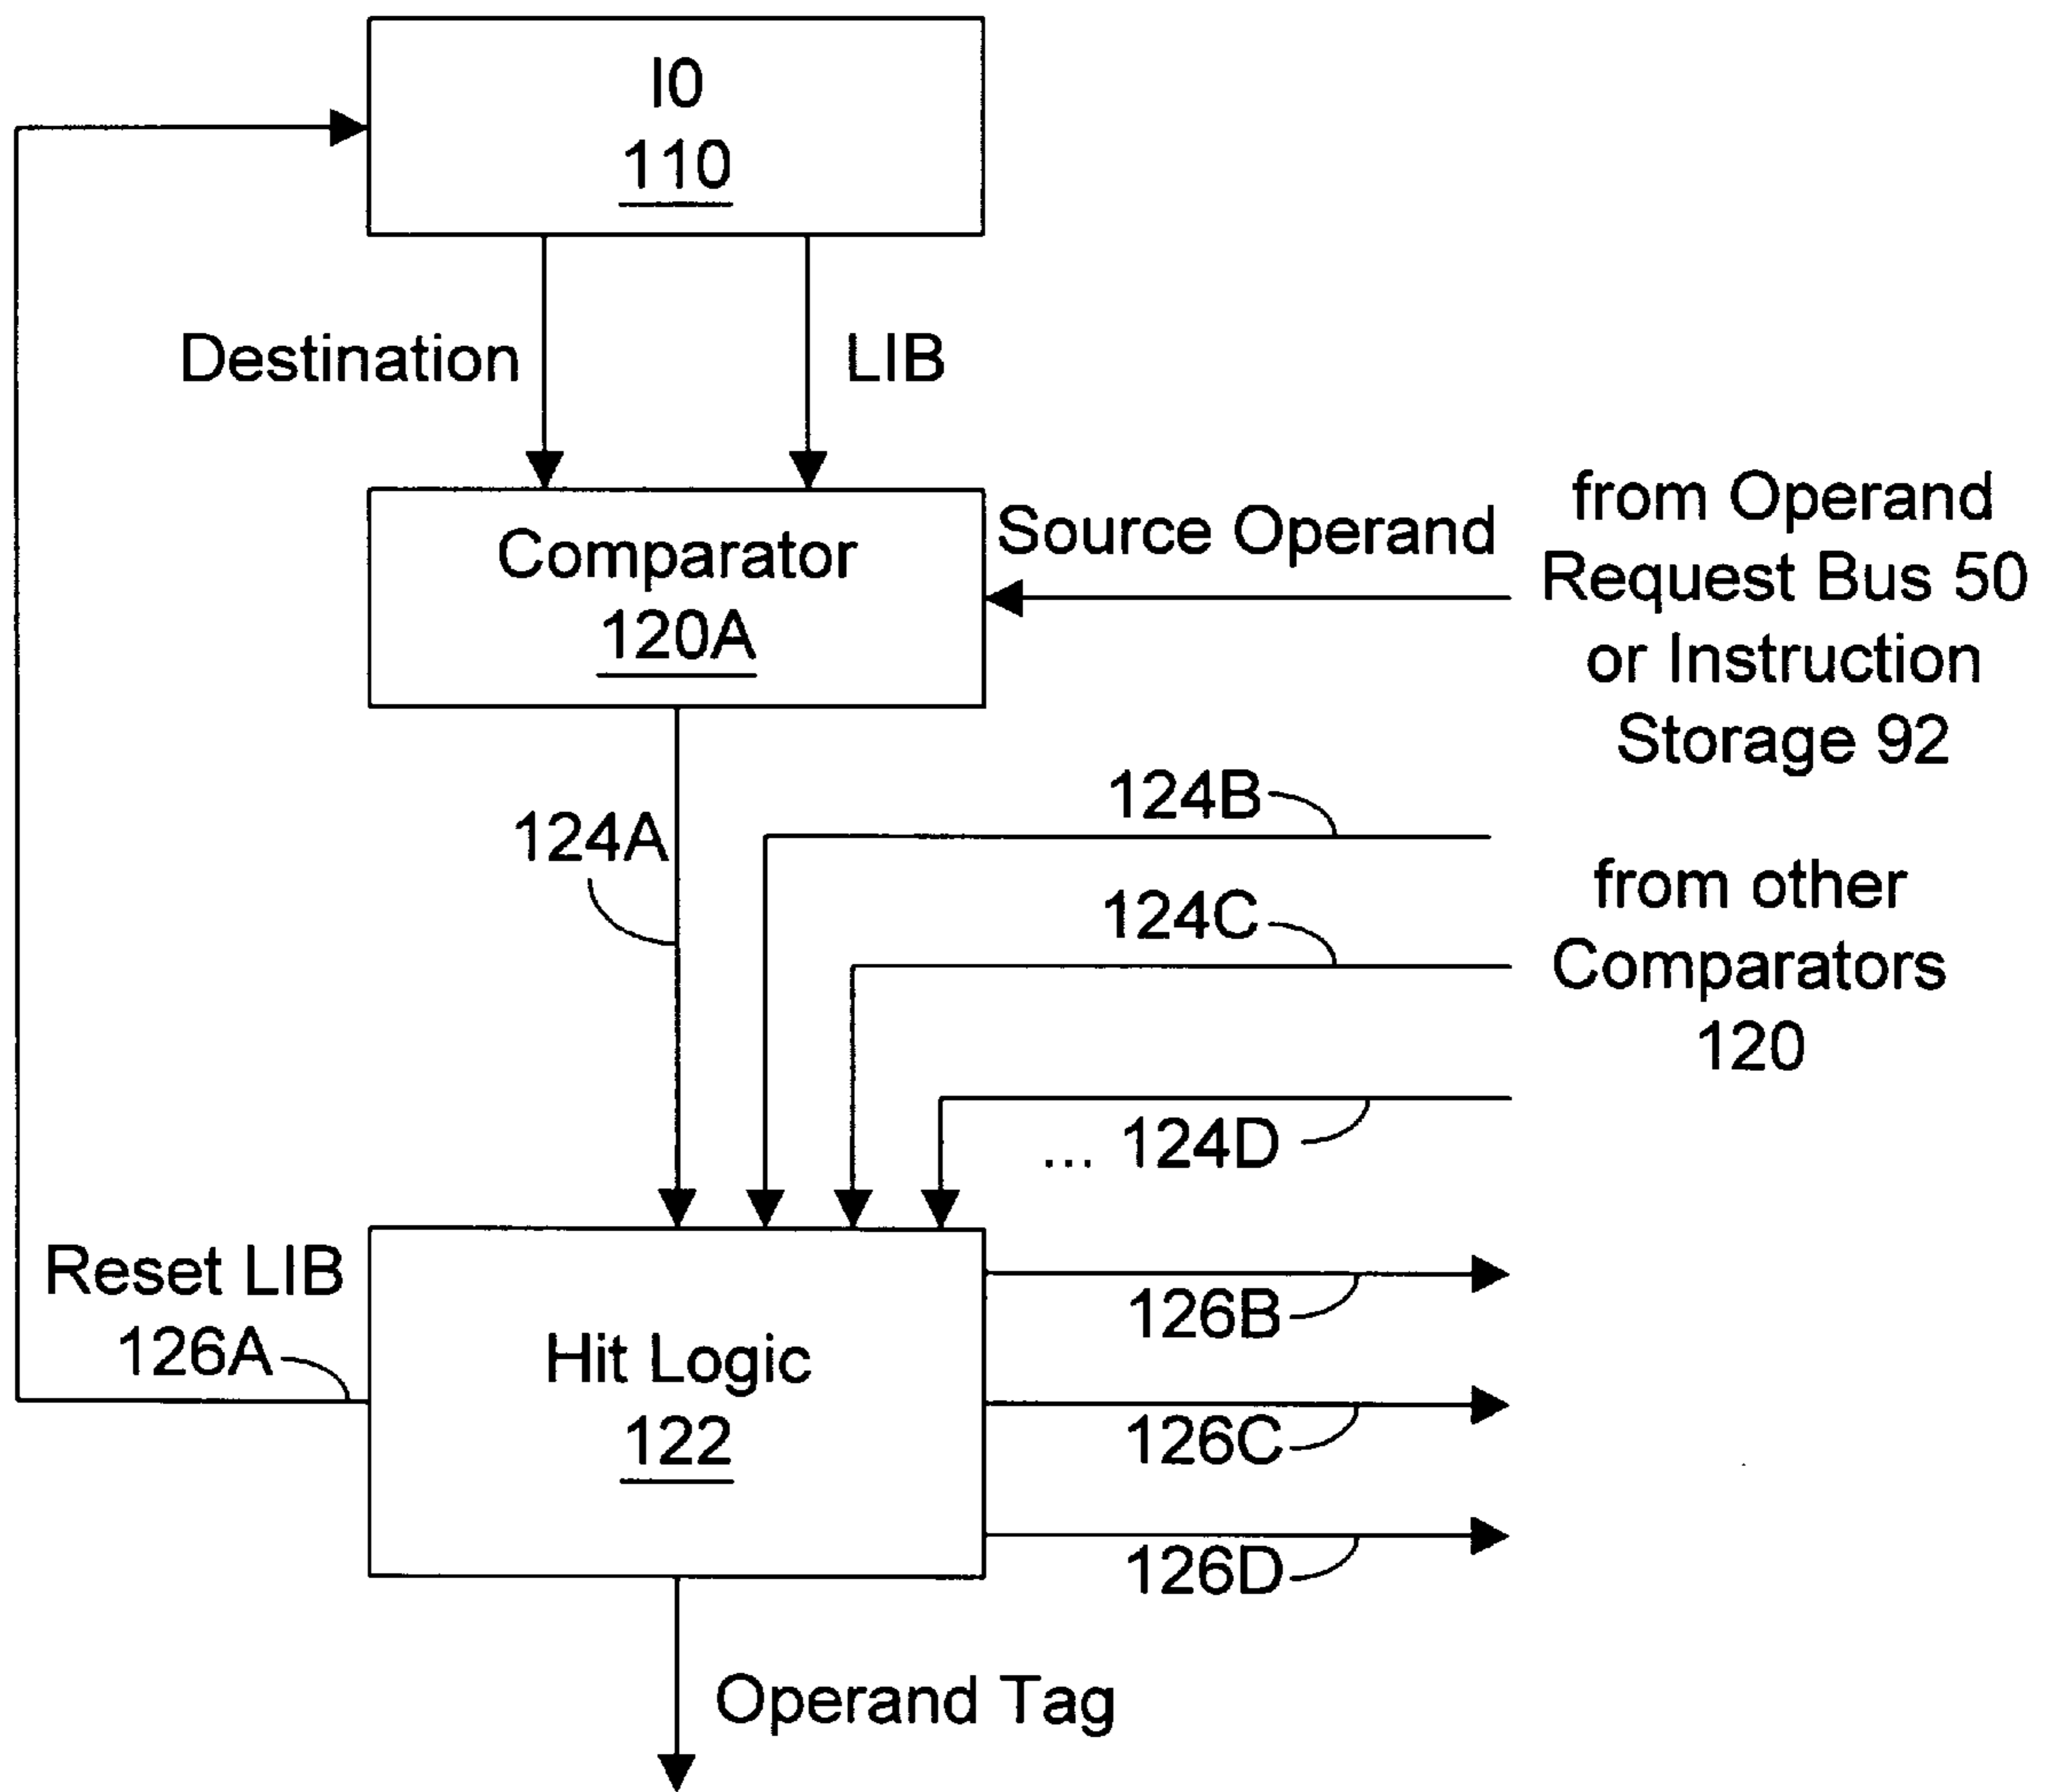 I0
110
Destination
LIB
Comparator
120A
Source Operand
from Operand
Request Bus 50
or Instruction
Storage 92
124A
124B
124C
... 124D
from other
Comparators
120
Reset LIB
126A
Hit Logic
122
126B
126C
126D
Operand Tag